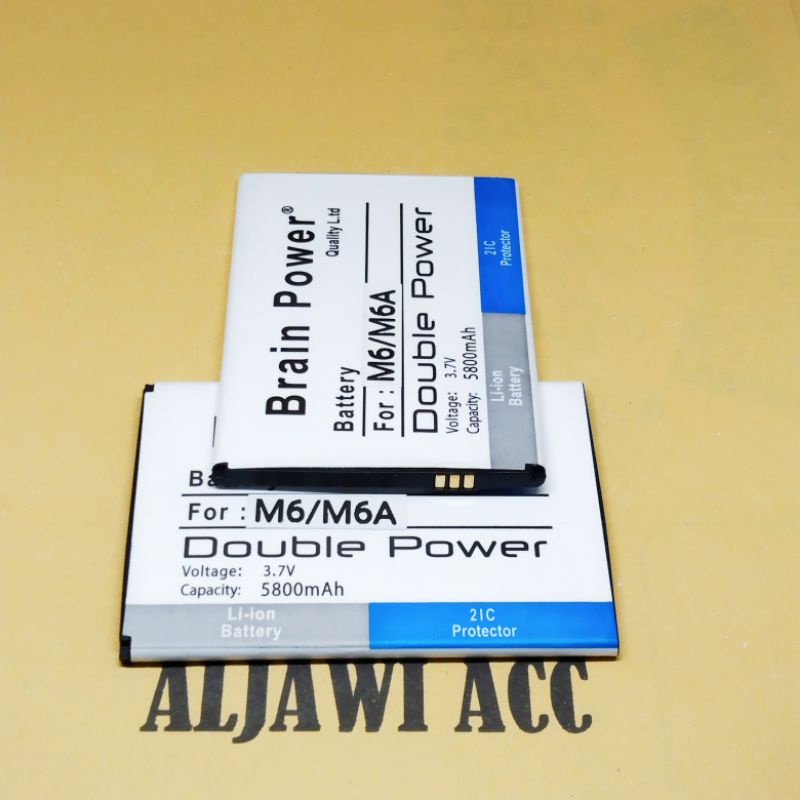 Brain Power®
Quality L.td
Battery
For : M6/M6A
Double Power
Voltage: 3.7V
Capacity: 5800mAh
Li-ion
Battery
2IC
Protector
For : M6/M6A
Double Power
Voltage: 3.7V
Capacity: 5800mAh
Li-ion
Battery
2IC
Protector
ALJAWI ACC